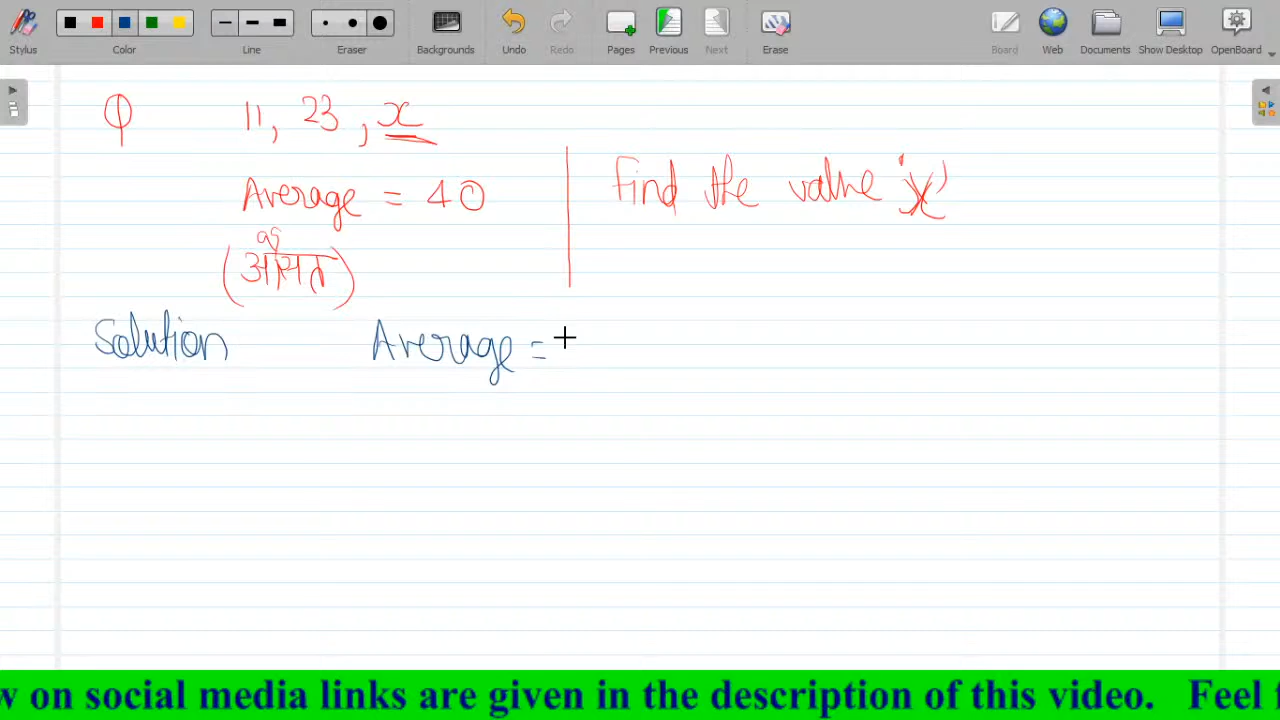 Stylus
Color
Line
Eraser
Backgrounds
Undo
Redo
Pages
Previous
Next
Erase
Board
Web
Documents
Show Desktop
OpenBoard
Q 11, 23, x
Average = 40
Find the value 'x'
(औसत)
Solution Average =
w on social media links are given in the description of this video. Feel f